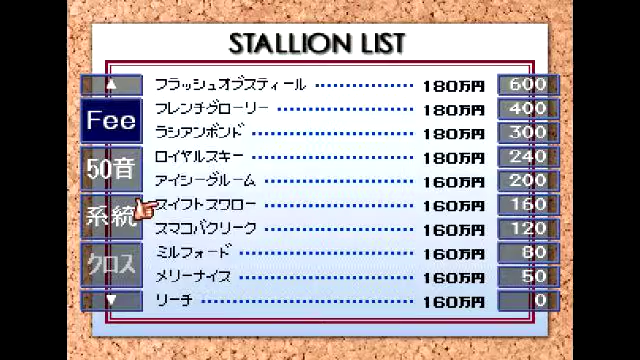 STALLION LIST
▲ フラッシュオブスティール 180万円 600
Fee フレンチグローリー 180万円 400
ラシアンボンド 180万円 300
50音 ロイヤルスキー 180万円 240
アイシーグルーム 160万円 200
系統 スイフトスワロー 160万円 160
スマコバクリーク 160万円 120
クロス ミルフォード 160万円 80
メリーナイス 160万円 50
▼ リーチ 160万円 0